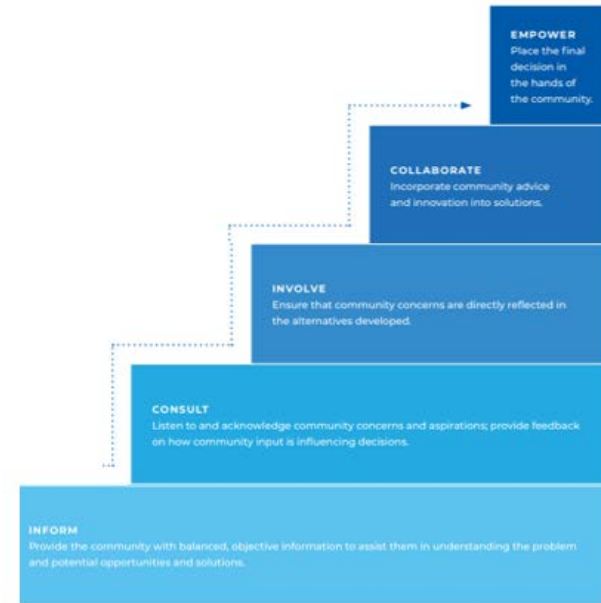 EMPOWER
Place the final
decision in
the hands of
the community.
COLLABORATE
Incorporate community advice
and innovation into solutions.
INVOLVE
Ensure that community concerns are directly reflected in
the alternatives developed.
CONSULT
Listen to and acknowledge community concerns and aspirations; provide feedback
on how community input is influencing decisions.
INFORM
Provide the community with balanced, objective information to assist them in understanding the problem
and potential opportunities and solutions.